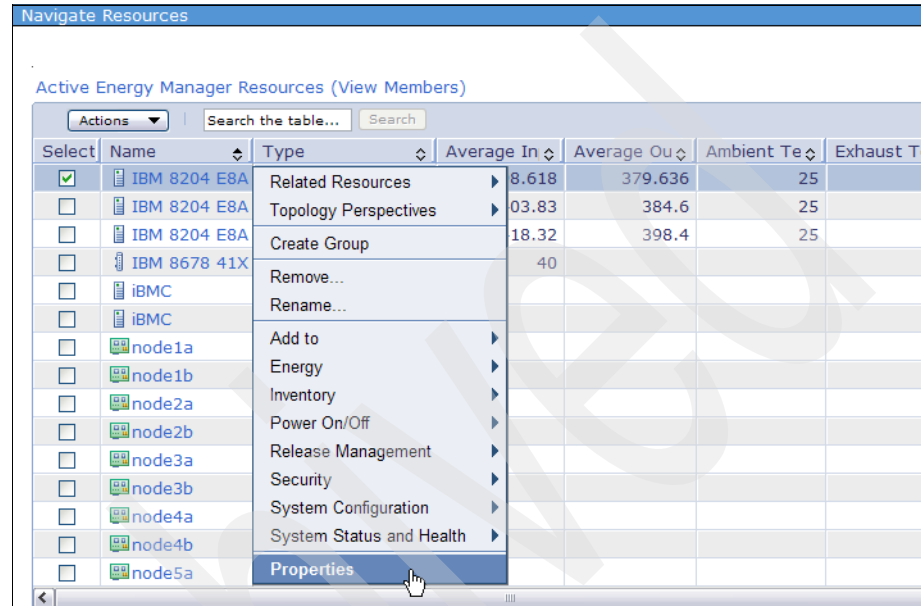 Navigate Resources
Active Energy Manager Resources (View Members)
Actions Search the table... Search
Select Name Type Average In Average Ou Ambient Te Exhaust T
IBM 8204 E8A 8.618 379.636 25
IBM 8204 E8A 03.83 384.6 25
IBM 8204 E8A 18.32 398.4 25
IBM 8678 41X 40
iBMC
iBMC
node1a
node1b
node2a
node2b
node3a
node3b
node4a
node4b
node5a
Related Resources
Topology Perspectives
Create Group
Remove...
Rename...
Add to
Energy
Inventory
Power On/Off
Release Management
Security
System Configuration
System Status and Health
Properties